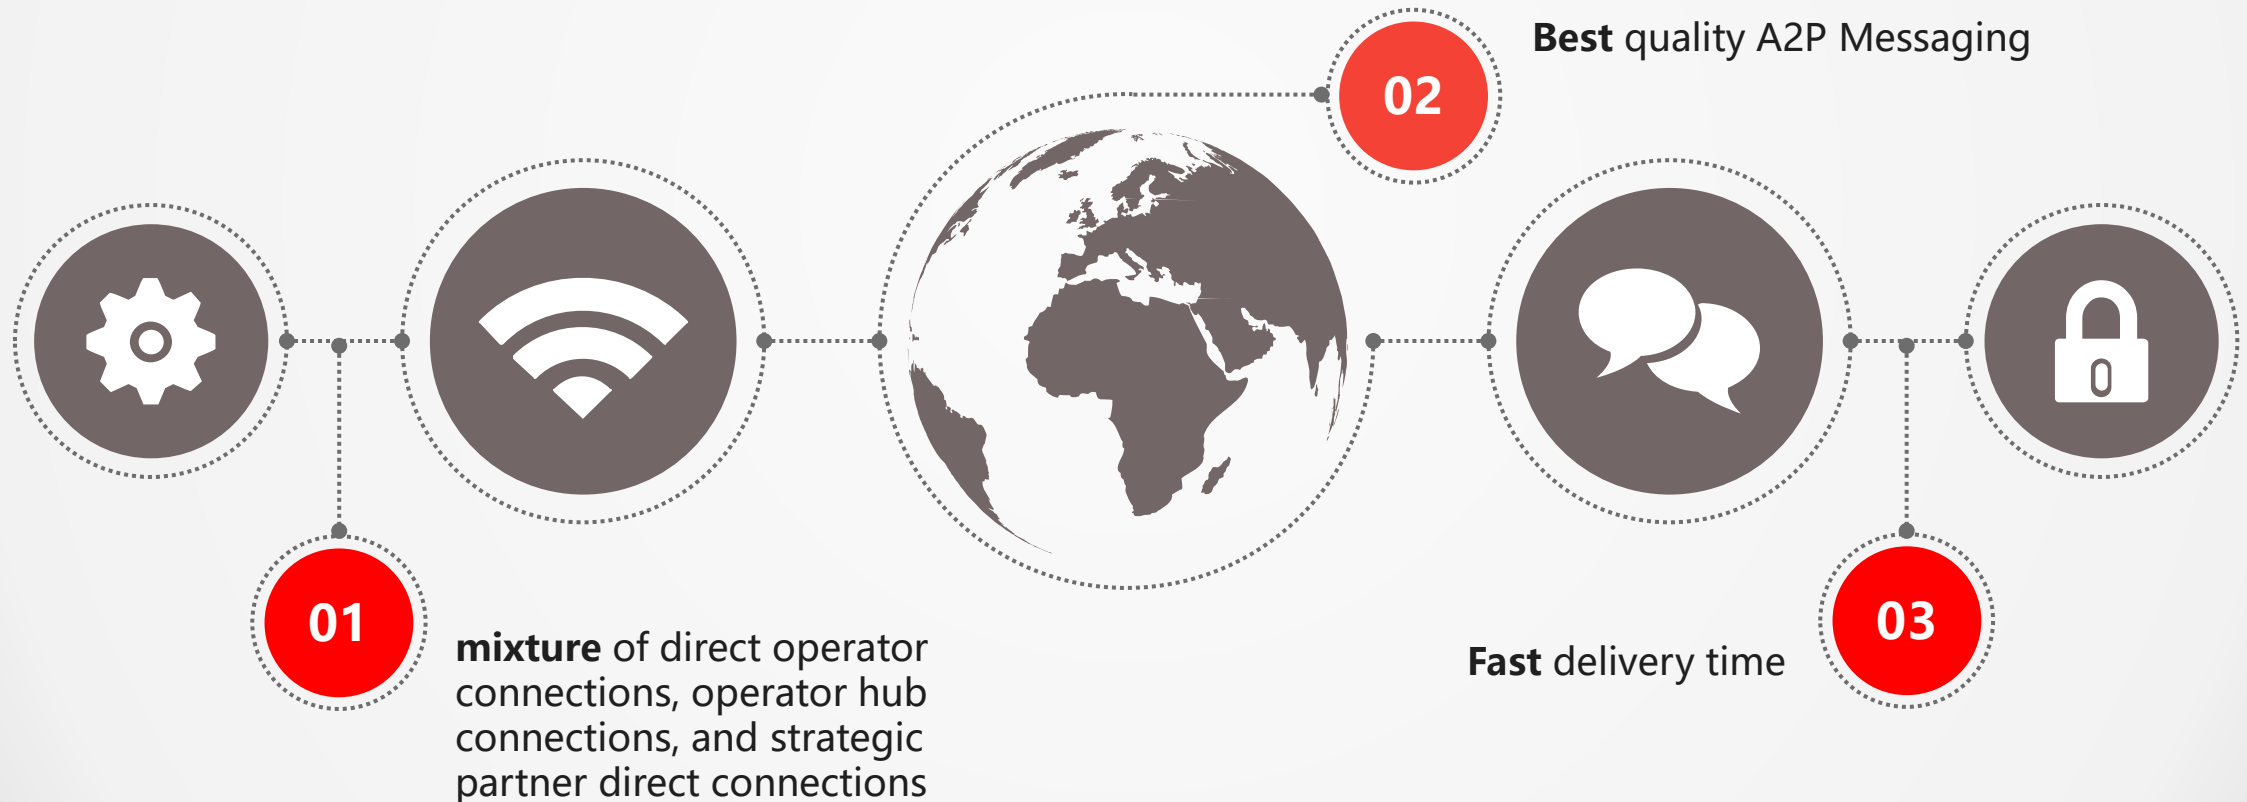 02
Best quality A2P Messaging
01
mixture of direct operator
connections, operator hub
connections, and strategic
partner direct connections
03
Fast delivery time